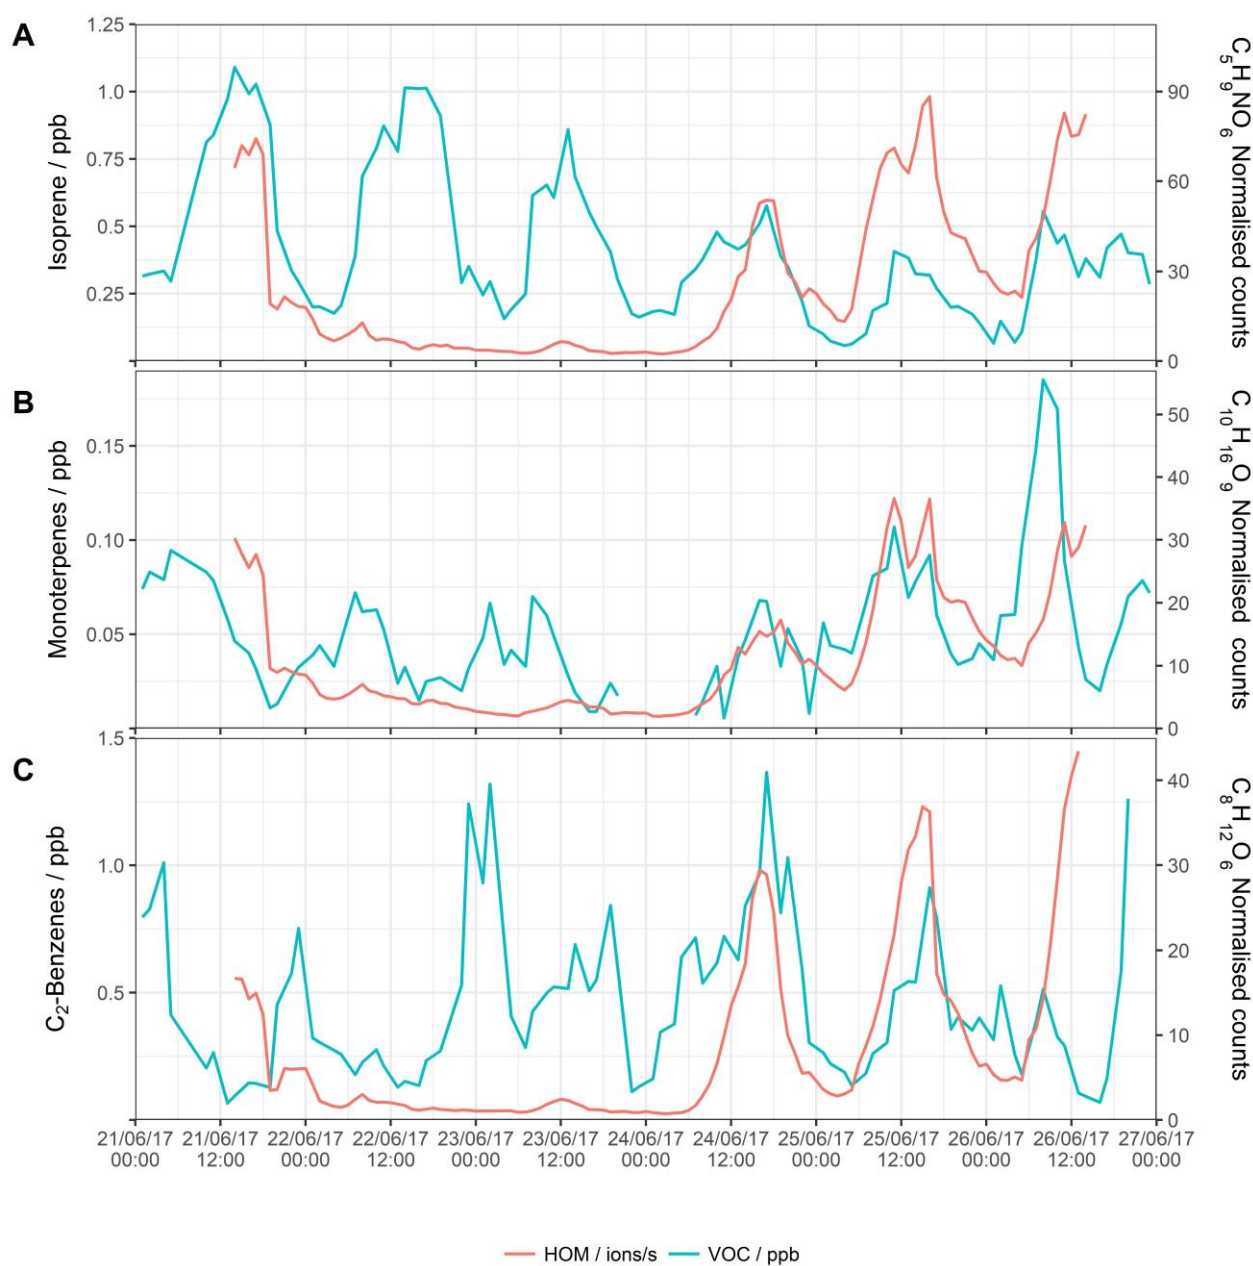 A
Isoprene / ppb
1.25
1.0
0.75
0.5
0.25
90
60
30
0
C5H9NO6 Normalised counts
B
Monoterpenes / ppb
0.15
0.10
0.05
50
40
30
20
10
0
C10H16O9 Normalised counts
C
C2-Benzenes / ppb
1.5
1.0
0.5
40
30
20
10
0
C8H12O6 Normalised counts
21/06/17 21/06/17 22/06/17 22/06/17 23/06/17 23/06/17 24/06/17 24/06/17 25/06/17 25/06/17 26/06/17 26/06/17 27/06/17
00:00 12:00 00:00 12:00 00:00 12:00 00:00 12:00 00:00 12:00 00:00 12:00 00:00
HOM / ions/s VOC / ppb